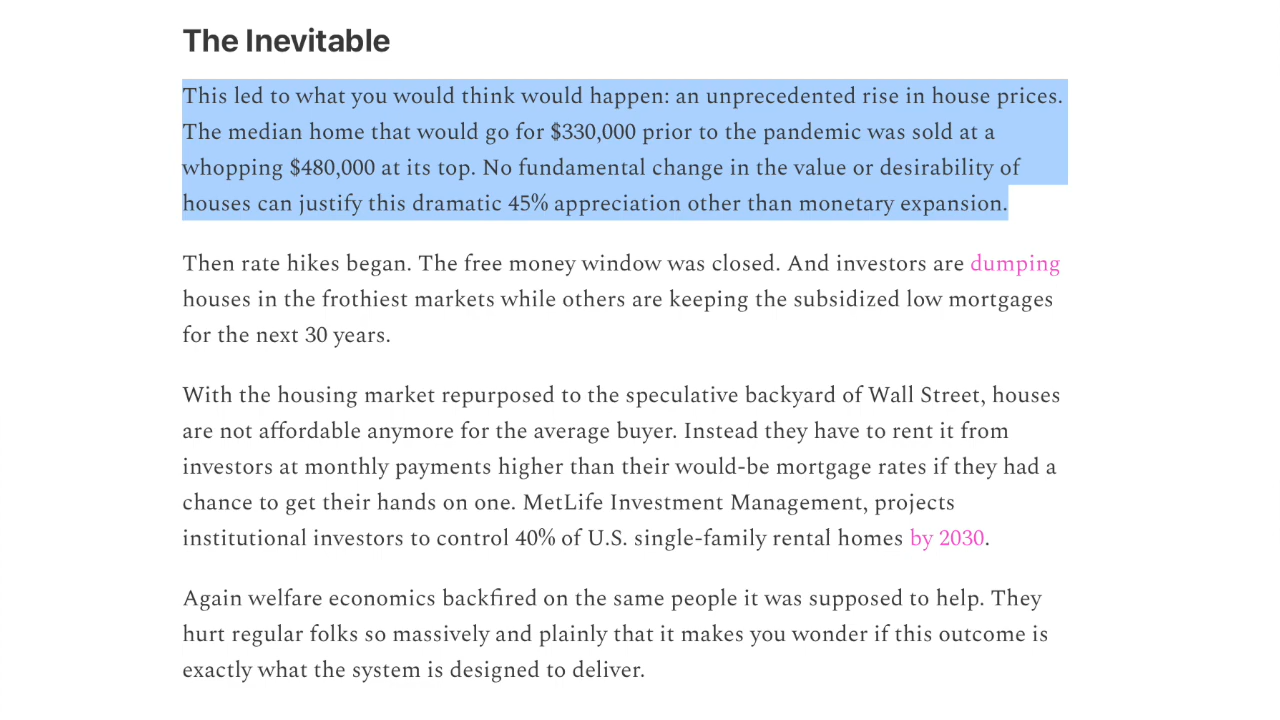 The Inevitable
This led to what you would think would happen: an unprecedented rise in house prices.
The median home that would go for $330,000 prior to the pandemic was sold at a
whopping $480,000 at its top. No fundamental change in the value or desirability of
houses can justify this dramatic 45% appreciation other than monetary expansion.
Then rate hikes began. The free money window was closed. And investors are dumping
houses in the frothiest markets while others are keeping the subsidized low mortgages
for the next 30 years.
With the housing market repurposed to the speculative backyard of Wall Street, houses
are not affordable anymore for the average buyer. Instead they have to rent it from
investors at monthly payments higher than their would-be mortgage rates if they had a
chance to get their hands on one. MetLife Investment Management, projects
institutional investors to control 40% of U.S. single-family rental homes by 2030.
Again welfare economics backfired on the same people it was supposed to help. They
hurt regular folks so massively and plainly that it makes you wonder if this outcome is
exactly what the system is designed to deliver.